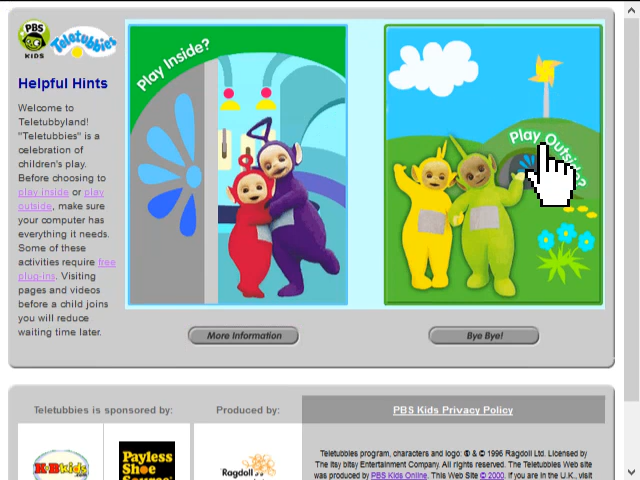 PBS
KIDS
Teletubbies
Helpful Hints
Welcome to
Teletubbyland!
"Teletubbies" is a
celebration of
children's play.
Before choosing to
play inside or play
outside, make sure
your computer has
everything it needs.
Some of these
activities require free
plug-ins. Visiting
pages and videos
before a child joins
you will reduce
waiting time later.
Play Inside?
Play Outside?
More Information
Bye Bye!
Teletubbies is sponsored by:
Produced by:
PBS Kids Privacy Policy
KBkids
Payless
Shoe
Source
Ragdoll
Teletubbies program, characters and logo: ® & © 1996 Ragdoll Ltd. Licensed by
The itsy bitsy Entertainment Company. All rights reserved. The Teletubbies Web site
was produced by PBS Kids Online. This Web Site © 2000. If you are in the U.K., visit